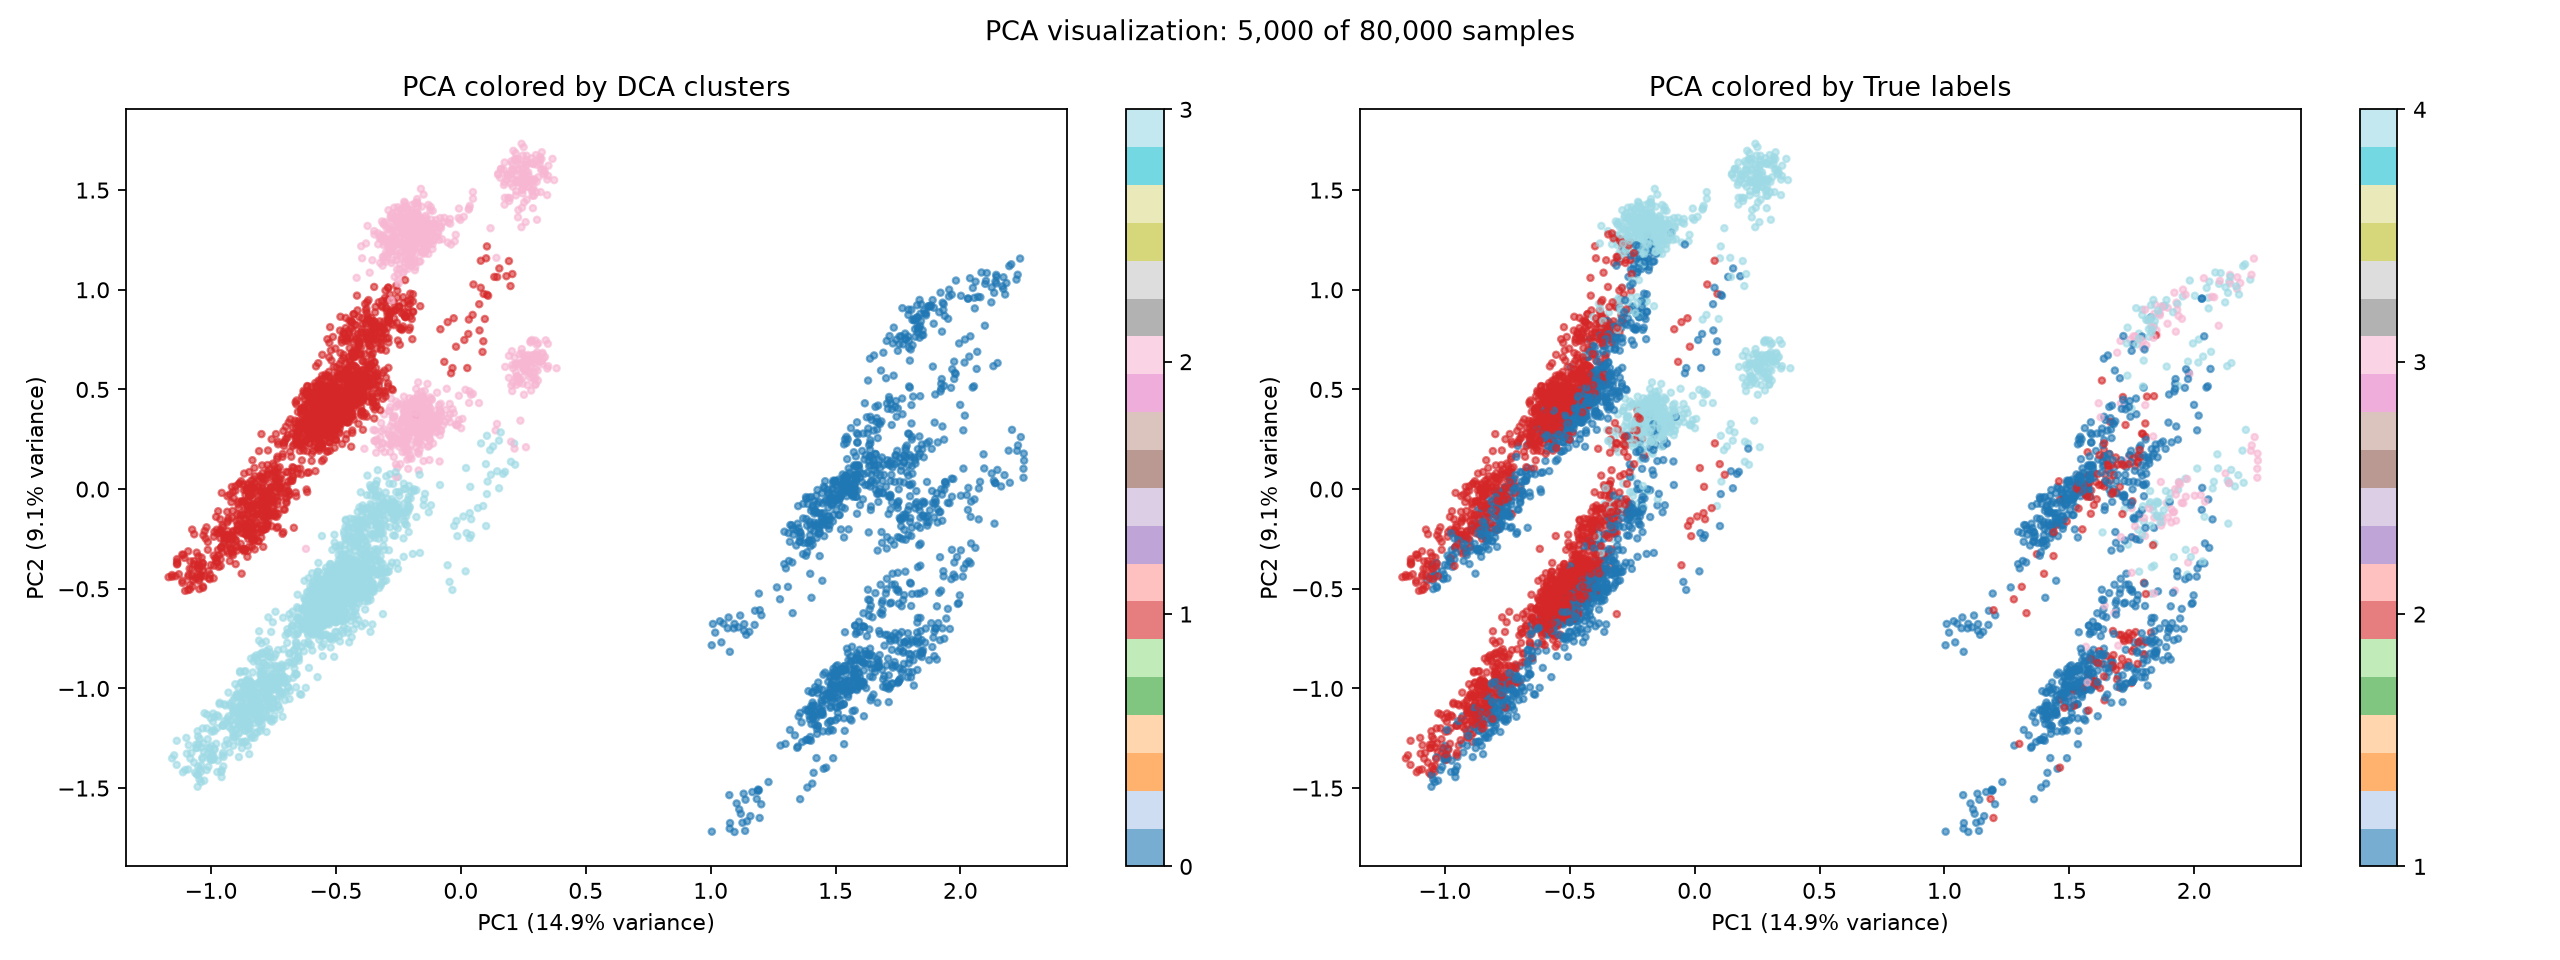 PCA visualization: 5,000 of 80,000 samples
PCA colored by DCA clusters
1.5
1.0
0.5
0.0
−0.5
−1.0
−1.5
PC2 (9.1% variance)
−1.0 −0.5 0.0 0.5 1.0 1.5 2.0
PC1 (14.9% variance)
3
2
1
0
PCA colored by True labels
1.5
1.0
0.5
0.0
−0.5
−1.0
−1.5
PC2 (9.1% variance)
−1.0 −0.5 0.0 0.5 1.0 1.5 2.0
PC1 (14.9% variance)
4
3
2
1